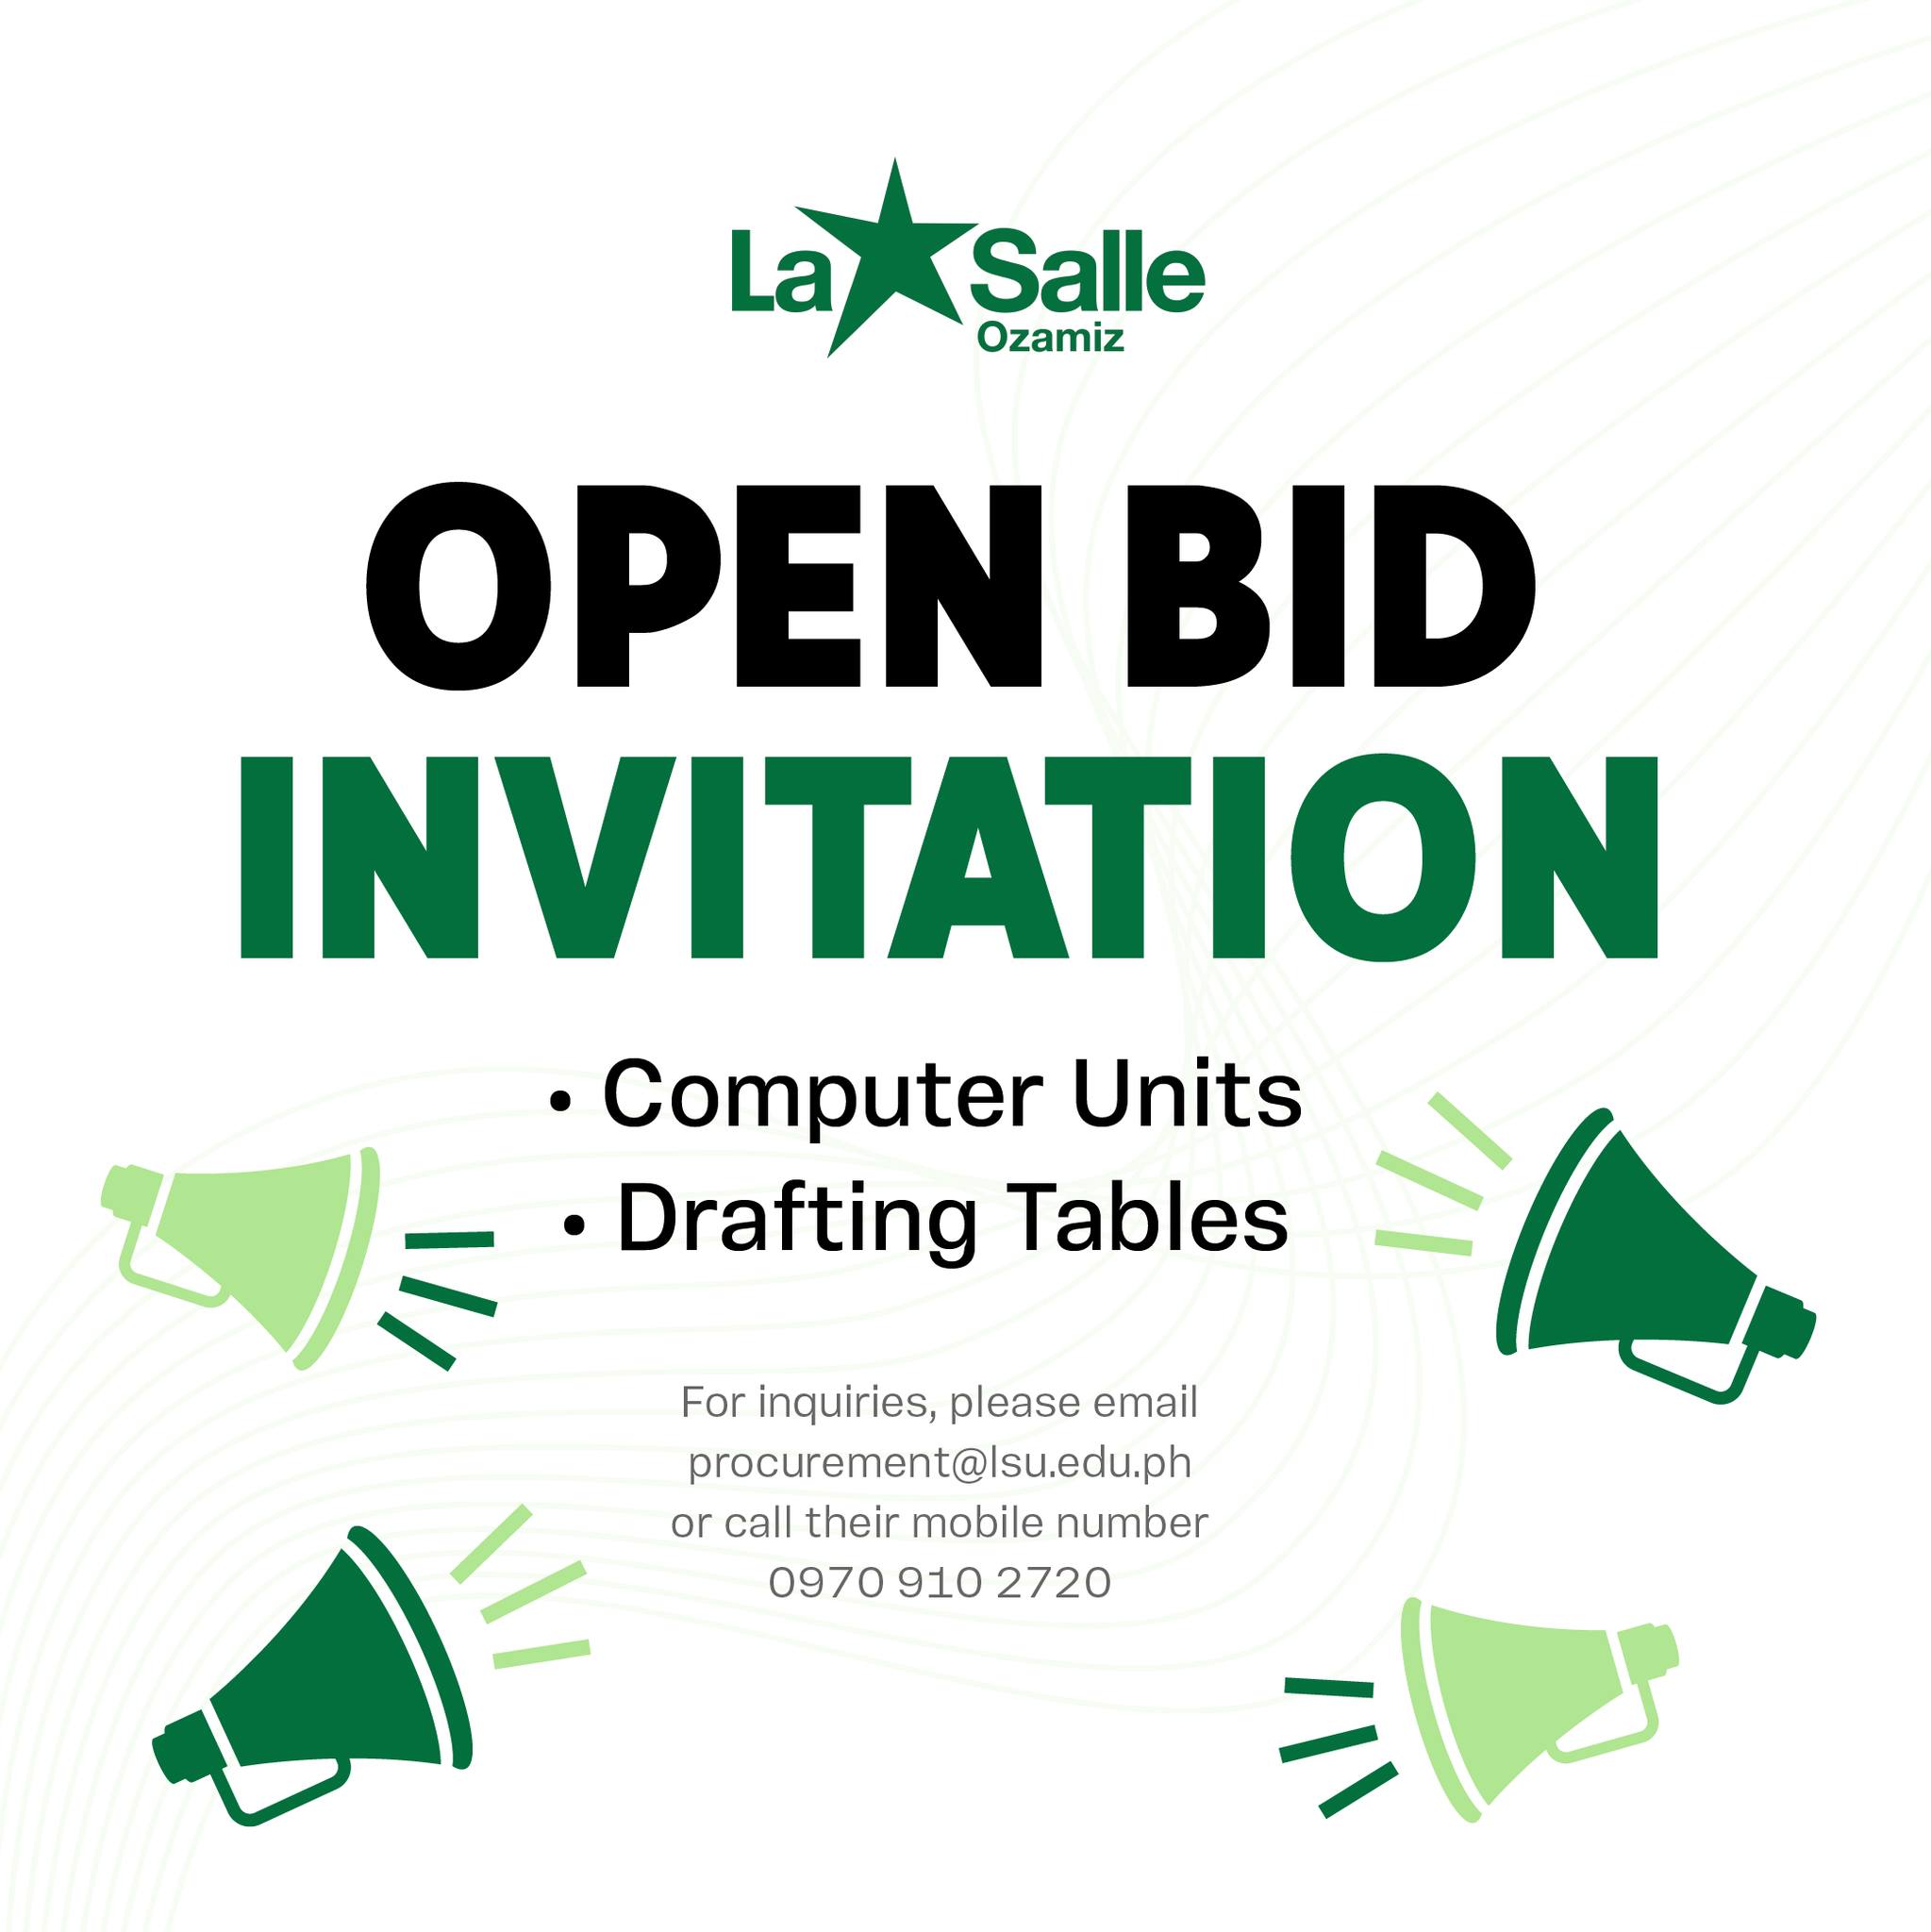 La Salle
Ozamiz
OPEN BID
INVITATION
• Computer Units
• Drafting Tables
For inquiries, please email
procurement@lsu.edu.ph
or call their mobile number
0970 910 2720